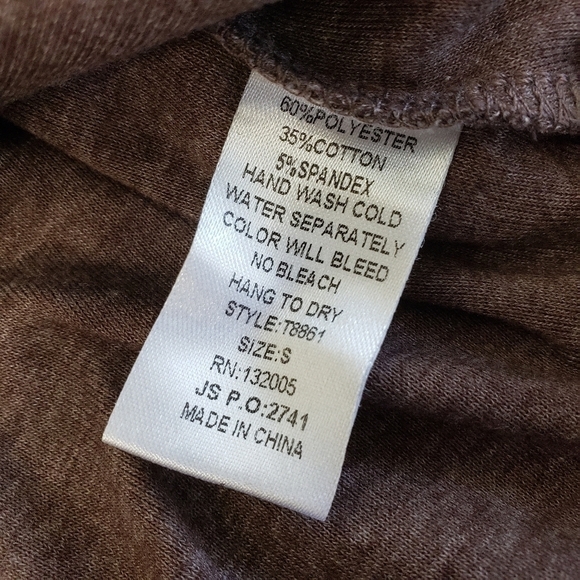 60%POLYESTER
35%COTTON
5%SPANDEX
HAND WASH COLD
WATER SEPARATELY
COLOR WILL BLEED
NO BLEACH
HANG TO DRY
STYLE:T8861
SIZE:S
RN:132005
JS P.O:2741
MADE IN CHINA